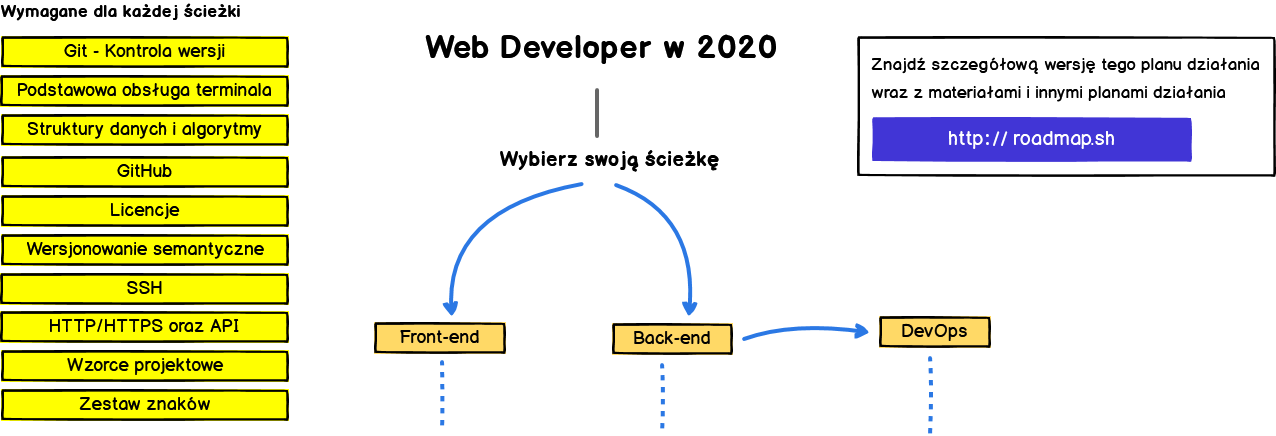 Wymagane dla każdej ścieżki
Git - Kontrola wersji
Podstawowa obsługa terminala
Struktury danych i algorytmy
GitHub
Licencje
Wersjonowanie semantyczne
SSH
HTTP/HTTPS oraz API
Wzorce projektowe
Zestaw znaków
Web Developer w 2020
Wybierz swoją ścieżkę
Front-end
Back-end
DevOps
Znajdź szczegółową wersję tego planu działania
wraz z materiałami i innymi planami działania
http:// roadmap.sh